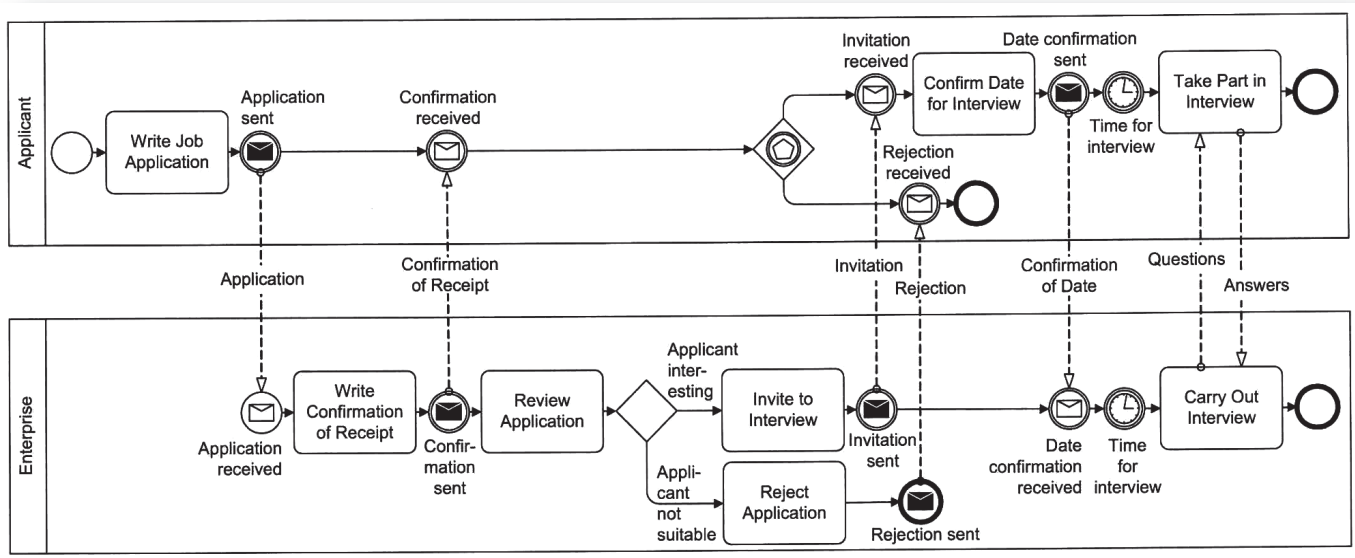 Applicant
Write Job
Application
Application
sent
Confirmation
received
Invitation
received
Confirm Date
for Interview
Date confirmation
sent
Time for
interview
Take Part in
Interview
Rejection
received
Application
Confirmation
of Receipt
Invitation
Rejection
Confirmation
of Date
Questions
Answers
Enterprise
Application
received
Write
Confirmation
of Receipt
Confir-
mation
sent
Review
Application
Applicant
inter-
esting
Invite to
Interview
Invitation
sent
Appli-
cant
not
suitable
Reject
Application
Rejection sent
Date
confirmation
received
Time
for
interview
Carry Out
Interview